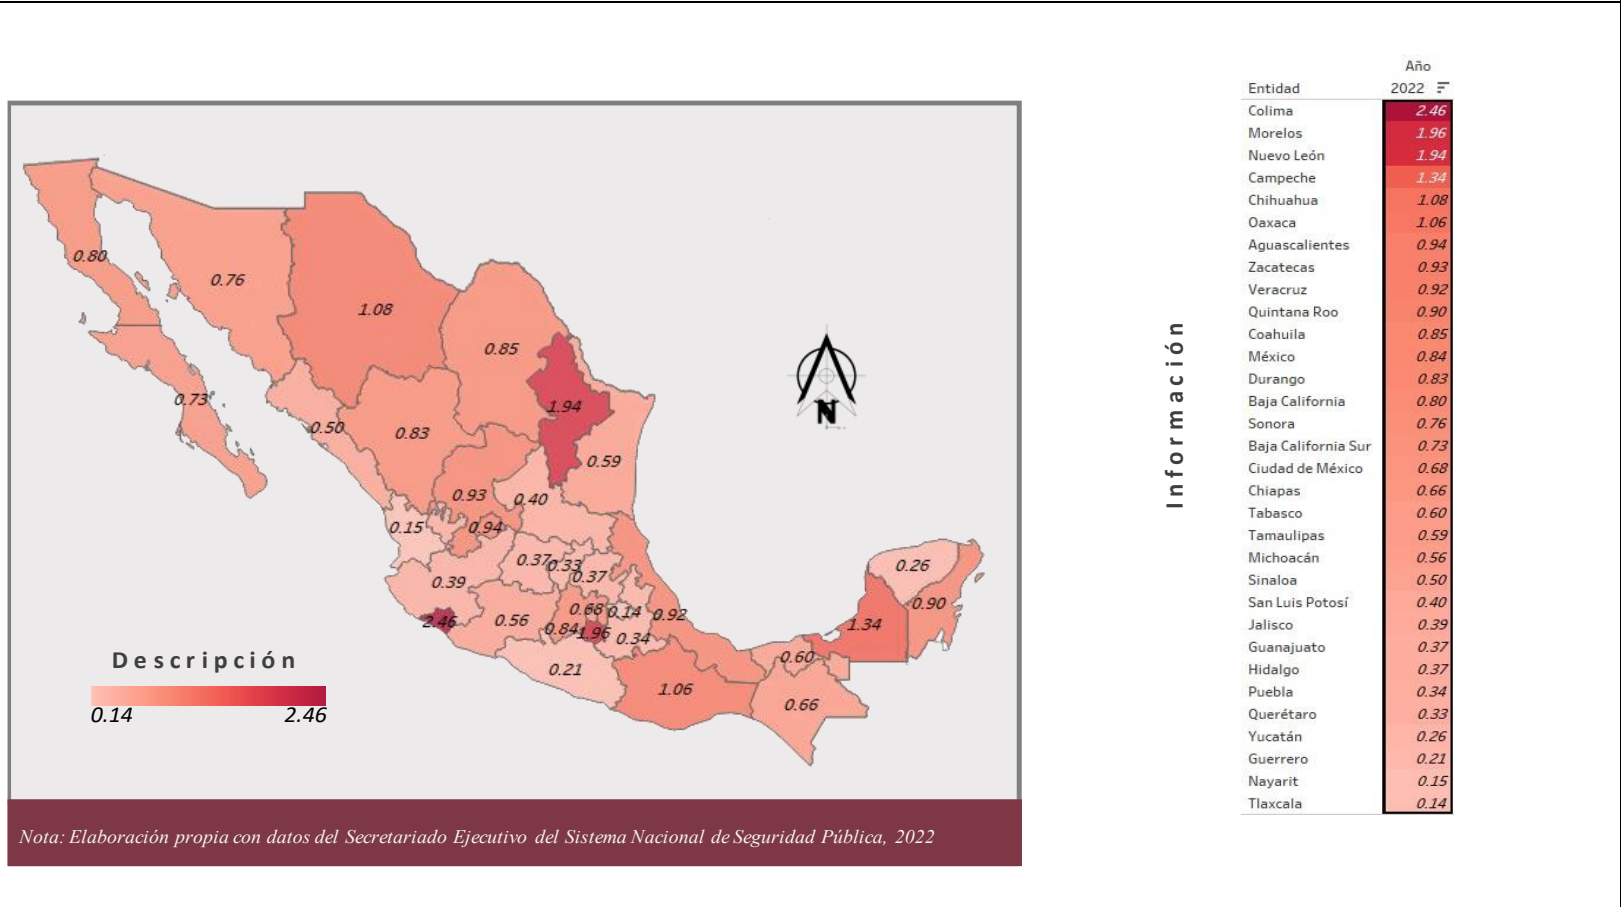 0.80
0.76
1.08
0.85
1.94
0.73
0.50
0.83
0.59
0.93
0.40
0.15
0.94
0.37
0.33
0.37
0.39
0.26
0.90
2.46
0.56
0.68
0.14
0.92
0.84
1.96
0.34
1.34
0.21
0.60
1.06
0.66
N
Descripción
0.14 2.46
Nota: Elaboración propia con datos del Secretariado Ejecutivo del Sistema Nacional de Seguridad Pública, 2022
Información
Año
Entidad 2022
Colima 2.46
Morelos 1.96
Nuevo León 1.94
Campeche 1.34
Chihuahua 1.08
Oaxaca 1.06
Aguascalientes 0.94
Zacatecas 0.93
Veracruz 0.92
Quintana Roo 0.90
Coahuila 0.85
México 0.84
Durango 0.83
Baja California 0.80
Sonora 0.76
Baja California Sur 0.73
Ciudad de México 0.68
Chiapas 0.66
Tabasco 0.60
Tamaulipas 0.59
Michoacán 0.56
Sinaloa 0.50
San Luis Potosí 0.40
Jalisco 0.39
Guanajuato 0.37
Hidalgo 0.37
Puebla 0.34
Querétaro 0.33
Yucatán 0.26
Guerrero 0.21
Nayarit 0.15
Tlaxcala 0.14